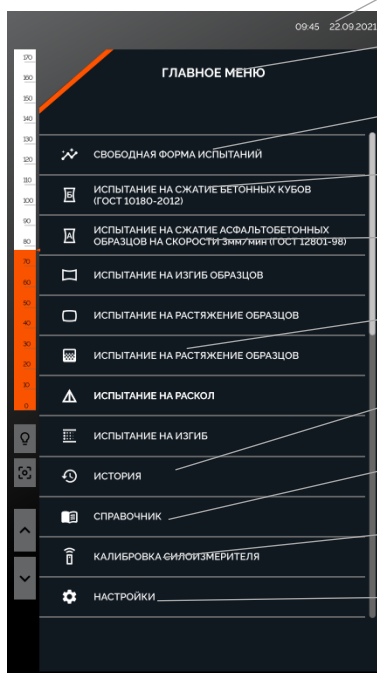 09:45 22.09.2021
ГЛАВНОЕ МЕНЮ
170
160
150
140
130
120
110
100
90
80
70
60
50
40
30
20
10
0
СВОБОДНАЯ ФОРМА ИСПЫТАНИЙ
Б
ИСПЫТАНИЕ НА СЖАТИЕ БЕТОННЫХ КУБОВ
(ГОСТ 10180-2012)
А
ИСПЫТАНИЕ НА СЖАТИЕ АСФАЛЬТОБЕТОННЫХ
ОБРАЗЦОВ НА СКОРОСТИ 3мм/мин (ГОСТ 12801-98)
ИСПЫТАНИЕ НА ИЗГИБ ОБРАЗЦОВ
ИСПЫТАНИЕ НА РАСТЯЖЕНИЕ ОБРАЗЦОВ
ИСПЫТАНИЕ НА РАСТЯЖЕНИЕ ОБРАЗЦОВ
ИСПЫТАНИЕ НА РАСКОЛ
ИСПЫТАНИЕ НА ИЗГИБ
ИСТОРИЯ
СПРАВОЧНИК
КАЛИБРОВКА СИЛОИЗМЕРИТЕЛЯ
НАСТРОЙКИ